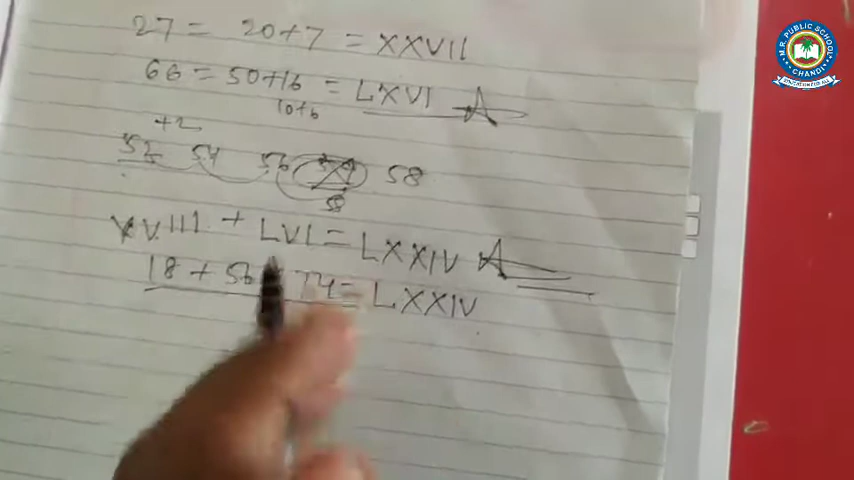 27 = 20+7 = XXVII
66 = 50+16 = LXVI
10+6
+2
52 54 56 58
58
XVIII + LVI = LXXIV
18 + 56 = 74 = LXXIV
M.R. PUBLIC SCHOOL
CHANDI